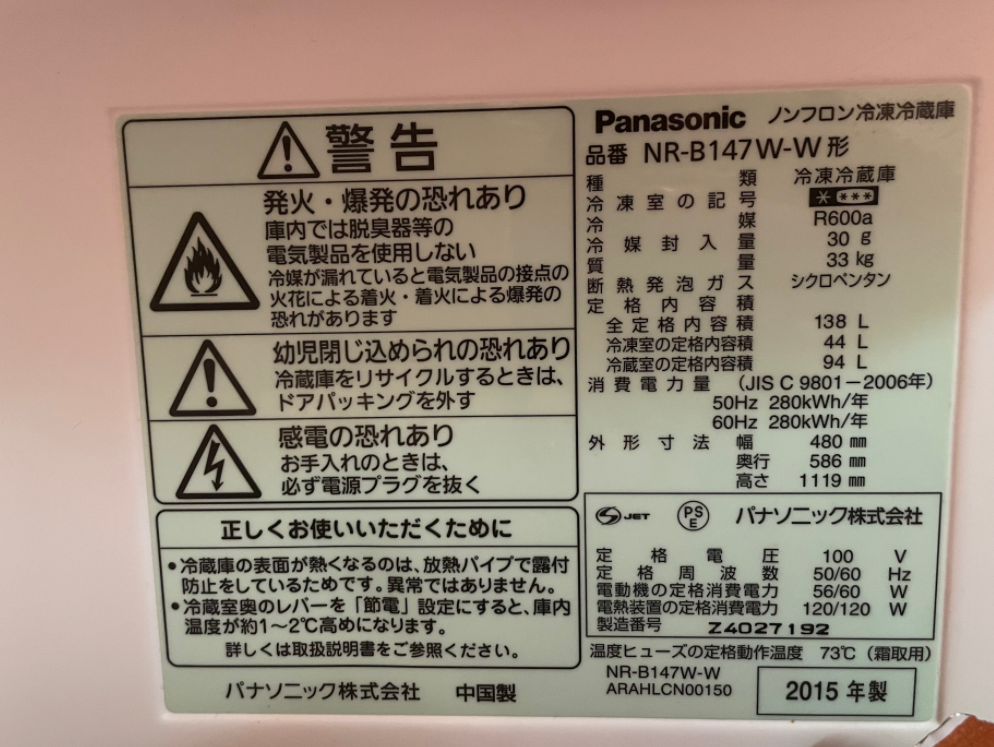 警告
発火・爆発の恐れあり
庫内では脱臭器等の
電気製品を使用しない
冷媒が漏れていると電気製品の接点の
火花による着火・着火による爆発の
恐れがあります
幼児閉じ込められの恐れあり
冷蔵庫をリサイクルするときは、
ドアパッキングを外す
感電の恐れあり
お手入れのときは、
必ず電源プラグを抜く
正しくお使いいただくために
•冷蔵庫の表面が熱くなるのは、放熱パイプで露付
防止をしているためです。異常ではありません。
•冷蔵室奥のレバーを「節電」設定にすると、庫内
温度が約1~2℃高めになります。
詳しくは取扱説明書をご参照ください。
パナソニック株式会社 中国製
Panasonic ノンフロン冷凍冷蔵庫
品番 NR-B147W-W形
種類 冷凍冷蔵庫
冷凍室の記号 * ***
冷媒 R600a
冷媒封入量 30 g
質量 33 kg
断熱発泡ガス シクロペンタン
定格内容積
全定格内容積 138 L
冷凍室の定格内容積 44 L
冷蔵室の定格内容積 94 L
消費電力量 (JIS C 9801-2006年)
50Hz 280kWh/年
60Hz 280kWh/年
外形寸法 幅 480 mm
奥行 586 mm
高さ 1119 mm
S JET PSE パナソニック株式会社
定格電圧 100 V
定格周波数 50/60 Hz
電動機の定格消費電力 56/60 W
電熱装置の定格消費電力 120/120 W
製造番号 Z4027192
温度ヒューズの定格動作温度 73℃(霜取用)
NR-B147W-W
ARAHLCN00150
2015年製